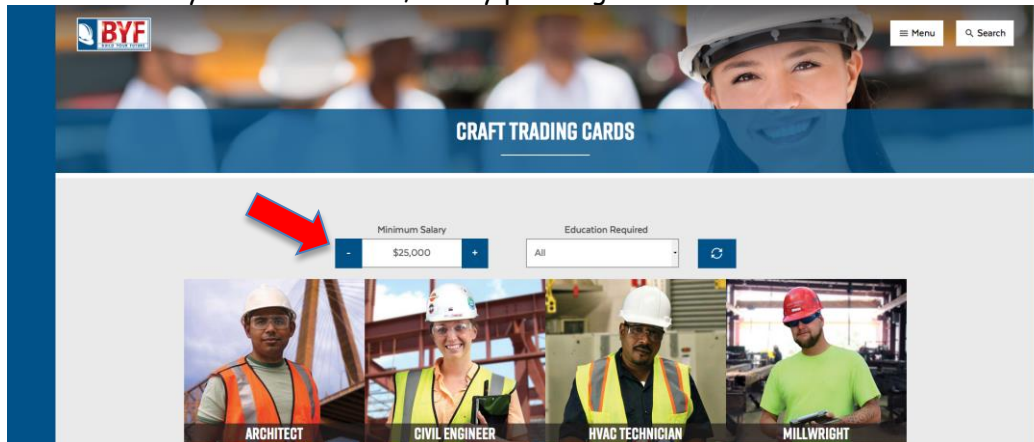 BYF
BUILD YOUR FUTURE
≡ Menu
Search
CRAFT TRADING CARDS
Minimum Salary
Education Required
-
$25,000
+
All
ARCHITECT
CIVIL ENGINEER
HVAC TECHNICIAN
MILLWRIGHT